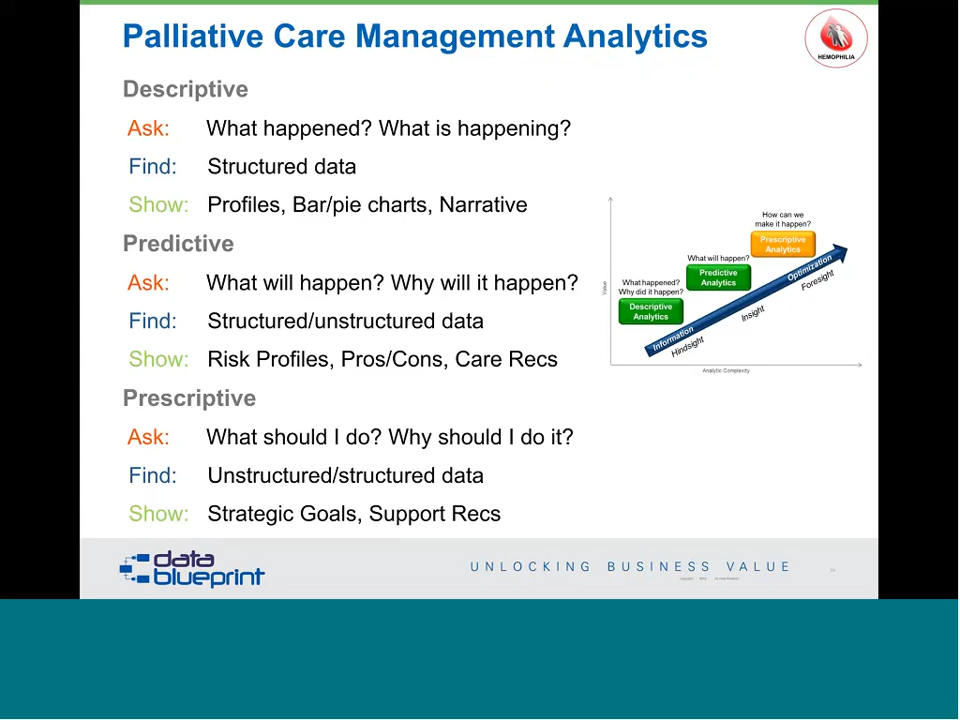 Palliative Care Management Analytics
HEMOPHILIA
Descriptive
Ask: What happened? What is happening?
Find: Structured data
Show: Profiles, Bar/pie charts, Narrative
Predictive
Ask: What will happen? Why will it happen?
Find: Structured/unstructured data
Show: Risk Profiles, Pros/Cons, Care Recs
Prescriptive
Ask: What should I do? Why should I do it?
Find: Unstructured/structured data
Show: Strategic Goals, Support Recs
How can we
make it happen?
Prescriptive
Analytics
What will happen?
Predictive
Analytics
What happened?
Why did it happen?
Descriptive
Analytics
Value
Information
Hindsight
Insight
Optimization
Foresight
Analytic Complexity
data
blueprint
UNLOCKING BUSINESS VALUE
Copyright